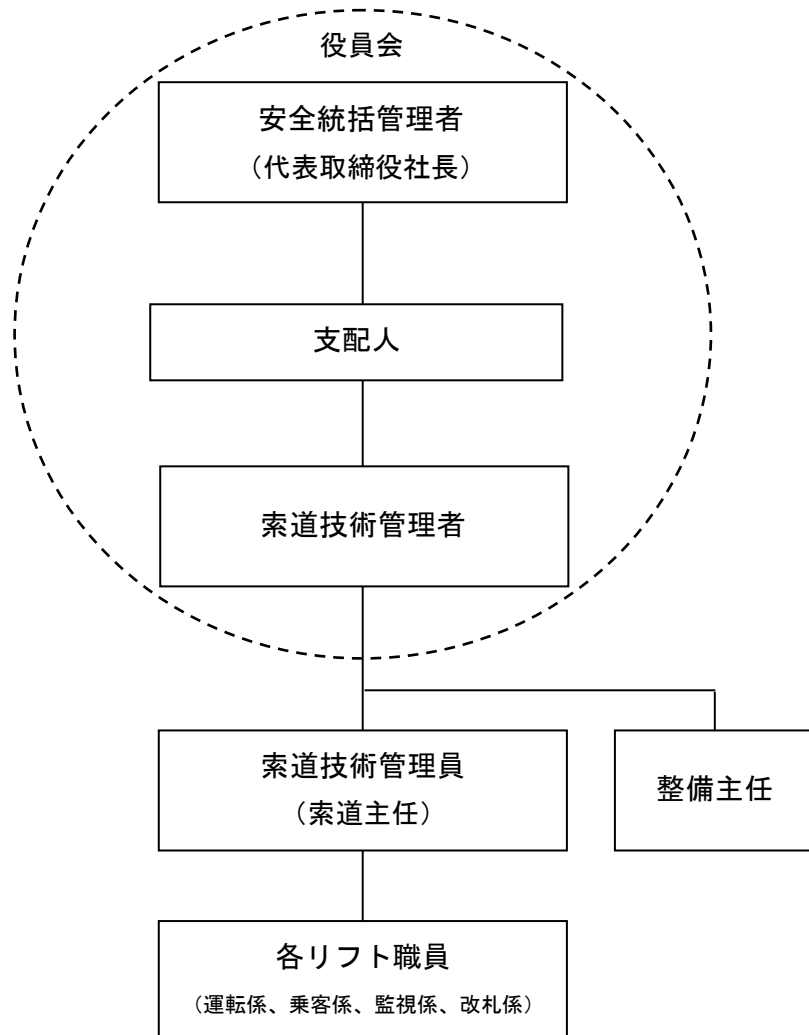 役員会
安全統括管理者
（代表取締役社長）
支配人
索道技術管理者
索道技術管理員
（索道主任）
整備主任
各リフト職員
（運転係、乗客係、監視係、改札係）